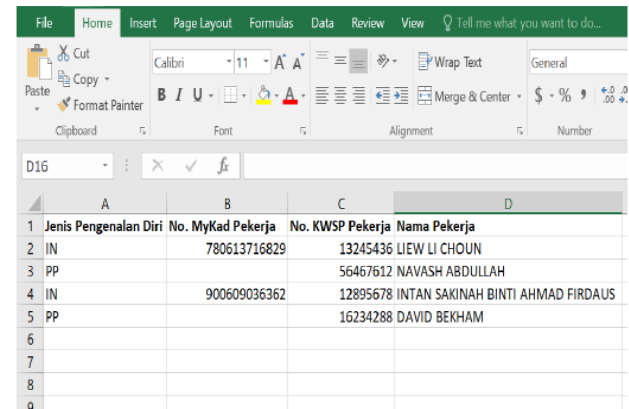 File Home Insert Page Layout Formulas Data Review View Tell me what you want to do...
Cut
Copy
Format Painter
Paste
Calibri 11 A A Wrap Text General
B I U A Merge & Center $ % , .00
Clipboard Font Alignment Number
D16 fx
A B C D
1 Jenis Pengenalan Diri No. MyKad Pekerja No. KWSP Pekerja Nama Pekerja
2 IN 780613716829 13245436 LIEW LI CHOUN
3 PP 56467612 NAVASH ABDULLAH
4 IN 900609036362 12895678 INTAN SAKINAH BINTI AHMAD FIRDAUS
5 PP 16234288 DAVID BEKHAM
6
7
8
9